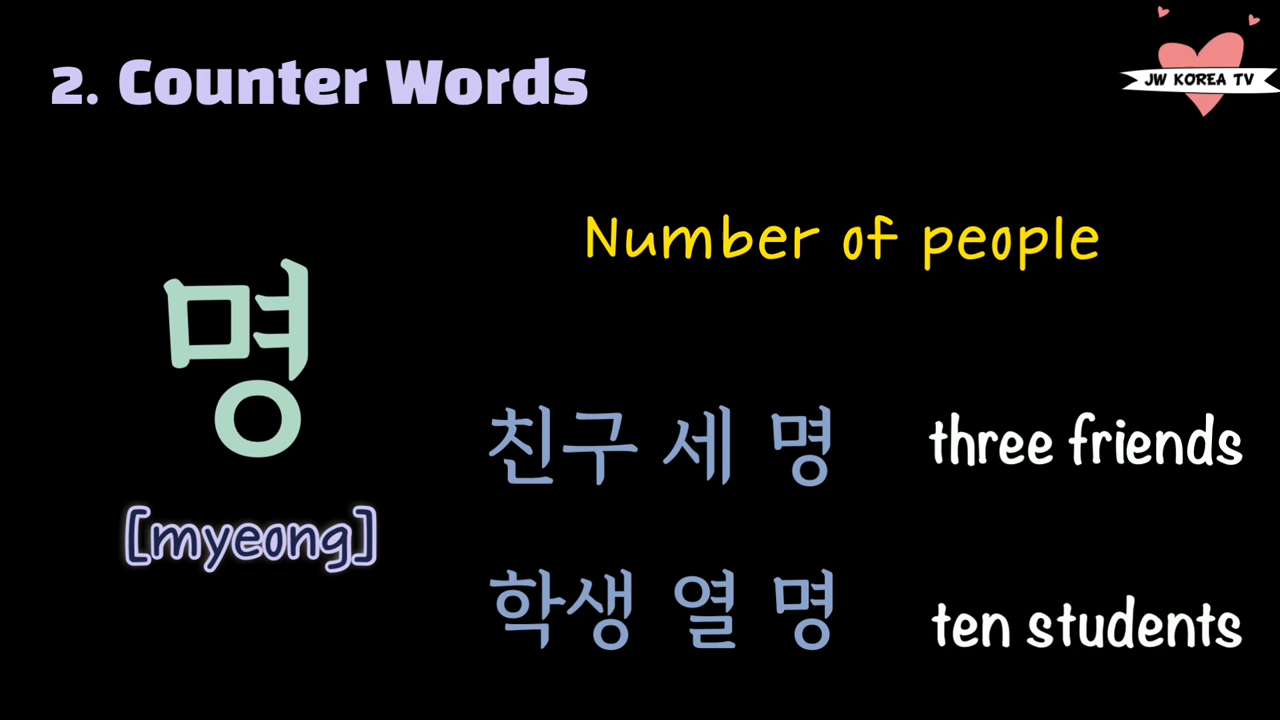 2. Counter Words
JW KOREA TV
명
[myeong]
Number of people
친구 세 명 three friends
학생 열 명 ten students